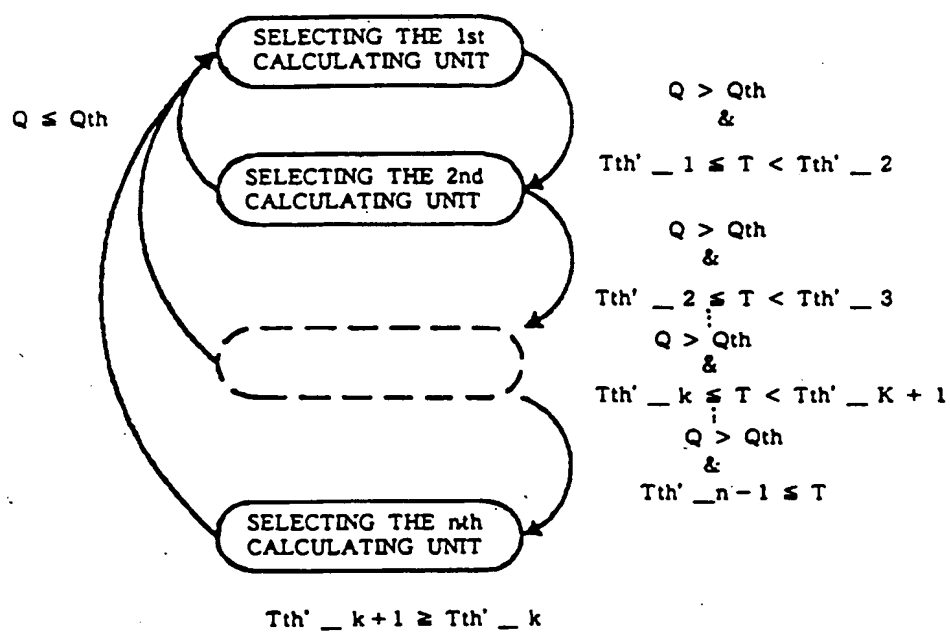 SELECTING THE 1st
CALCULATING UNIT
Q ≦ Qth
Q > Qth
&
Tth' _ 1 ≦ T < Tth' _ 2
SELECTING THE 2nd
CALCULATING UNIT
Q > Qth
&
Tth' _ 2 ≦ T < Tth' _ 3
Q > Qth
&
Tth' _ k ≦ T < Tth' _ K + 1
Q > Qth
&
Tth' _n-1 ≦ T
SELECTING THE nth
CALCULATING UNIT
Tth' _ k+1 ≧ Tth' _ k